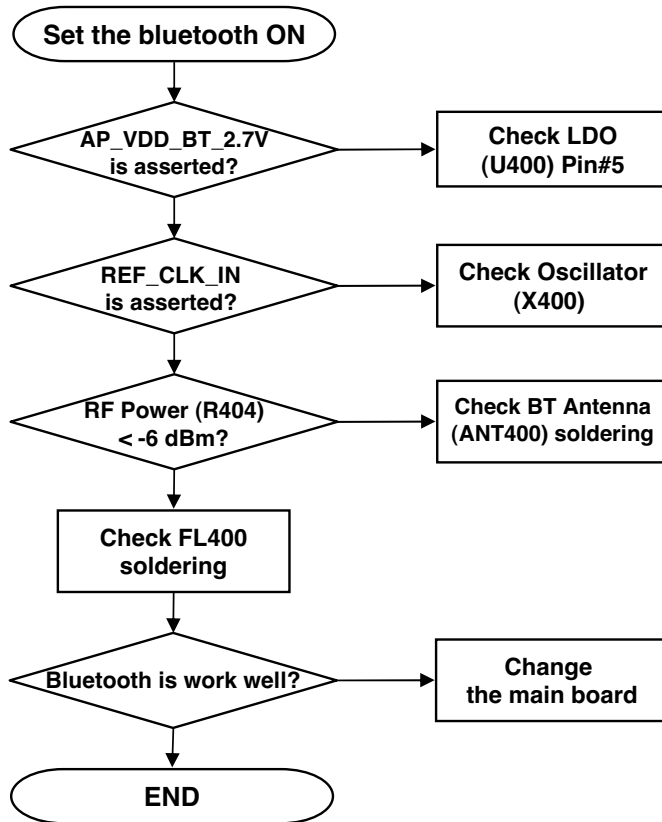 Set the bluetooth ON
AP_VDD_BT_2.7V
is asserted?
Check LDO
(U400) Pin#5
REF_CLK_IN
is asserted?
Check Oscillator
(X400)
RF Power (R404)
< -6 dBm?
Check BT Antenna
(ANT400) soldering
Check FL400
soldering
Bluetooth is work well?
Change
the main board
END